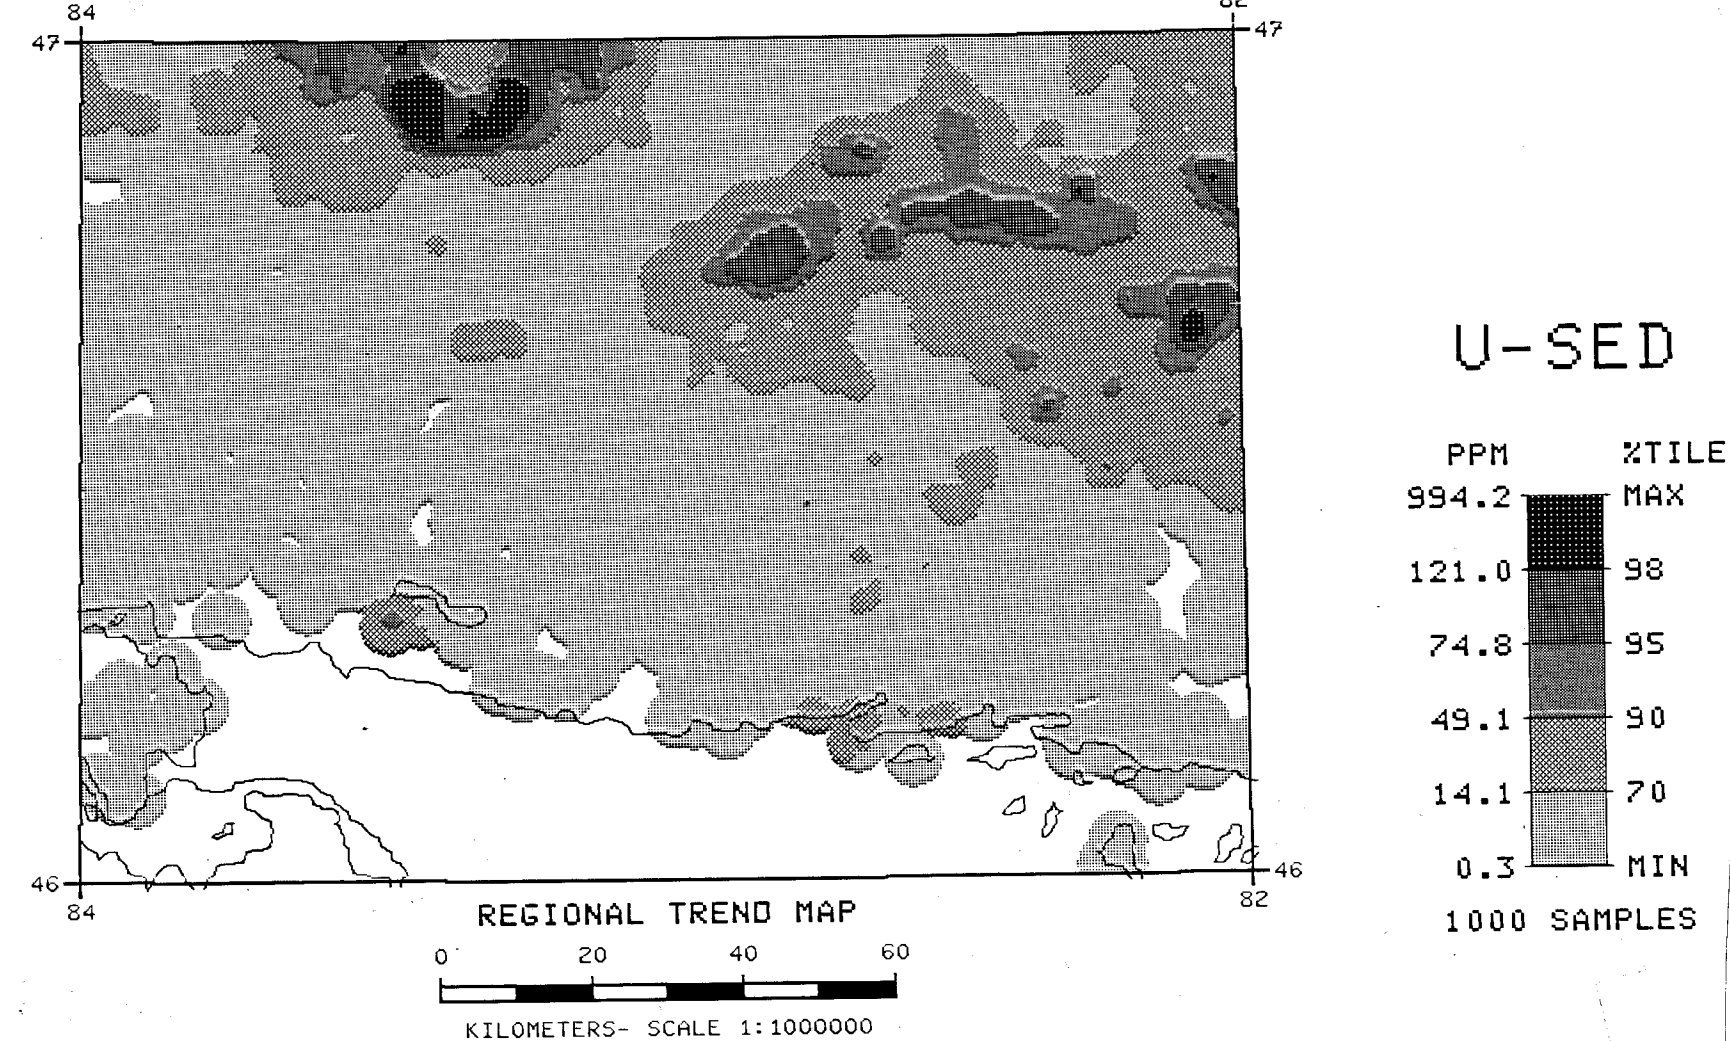 84 82
47 47
U-SED
PPM %TILE
994.2 MAX
121.0 98
74.8 95
49.1 90
14.1 70
0.3 MIN
1000 SAMPLES
46 46
84 82
REGIONAL TREND MAP
0 20 40 60
KILOMETERS- SCALE 1:1000000